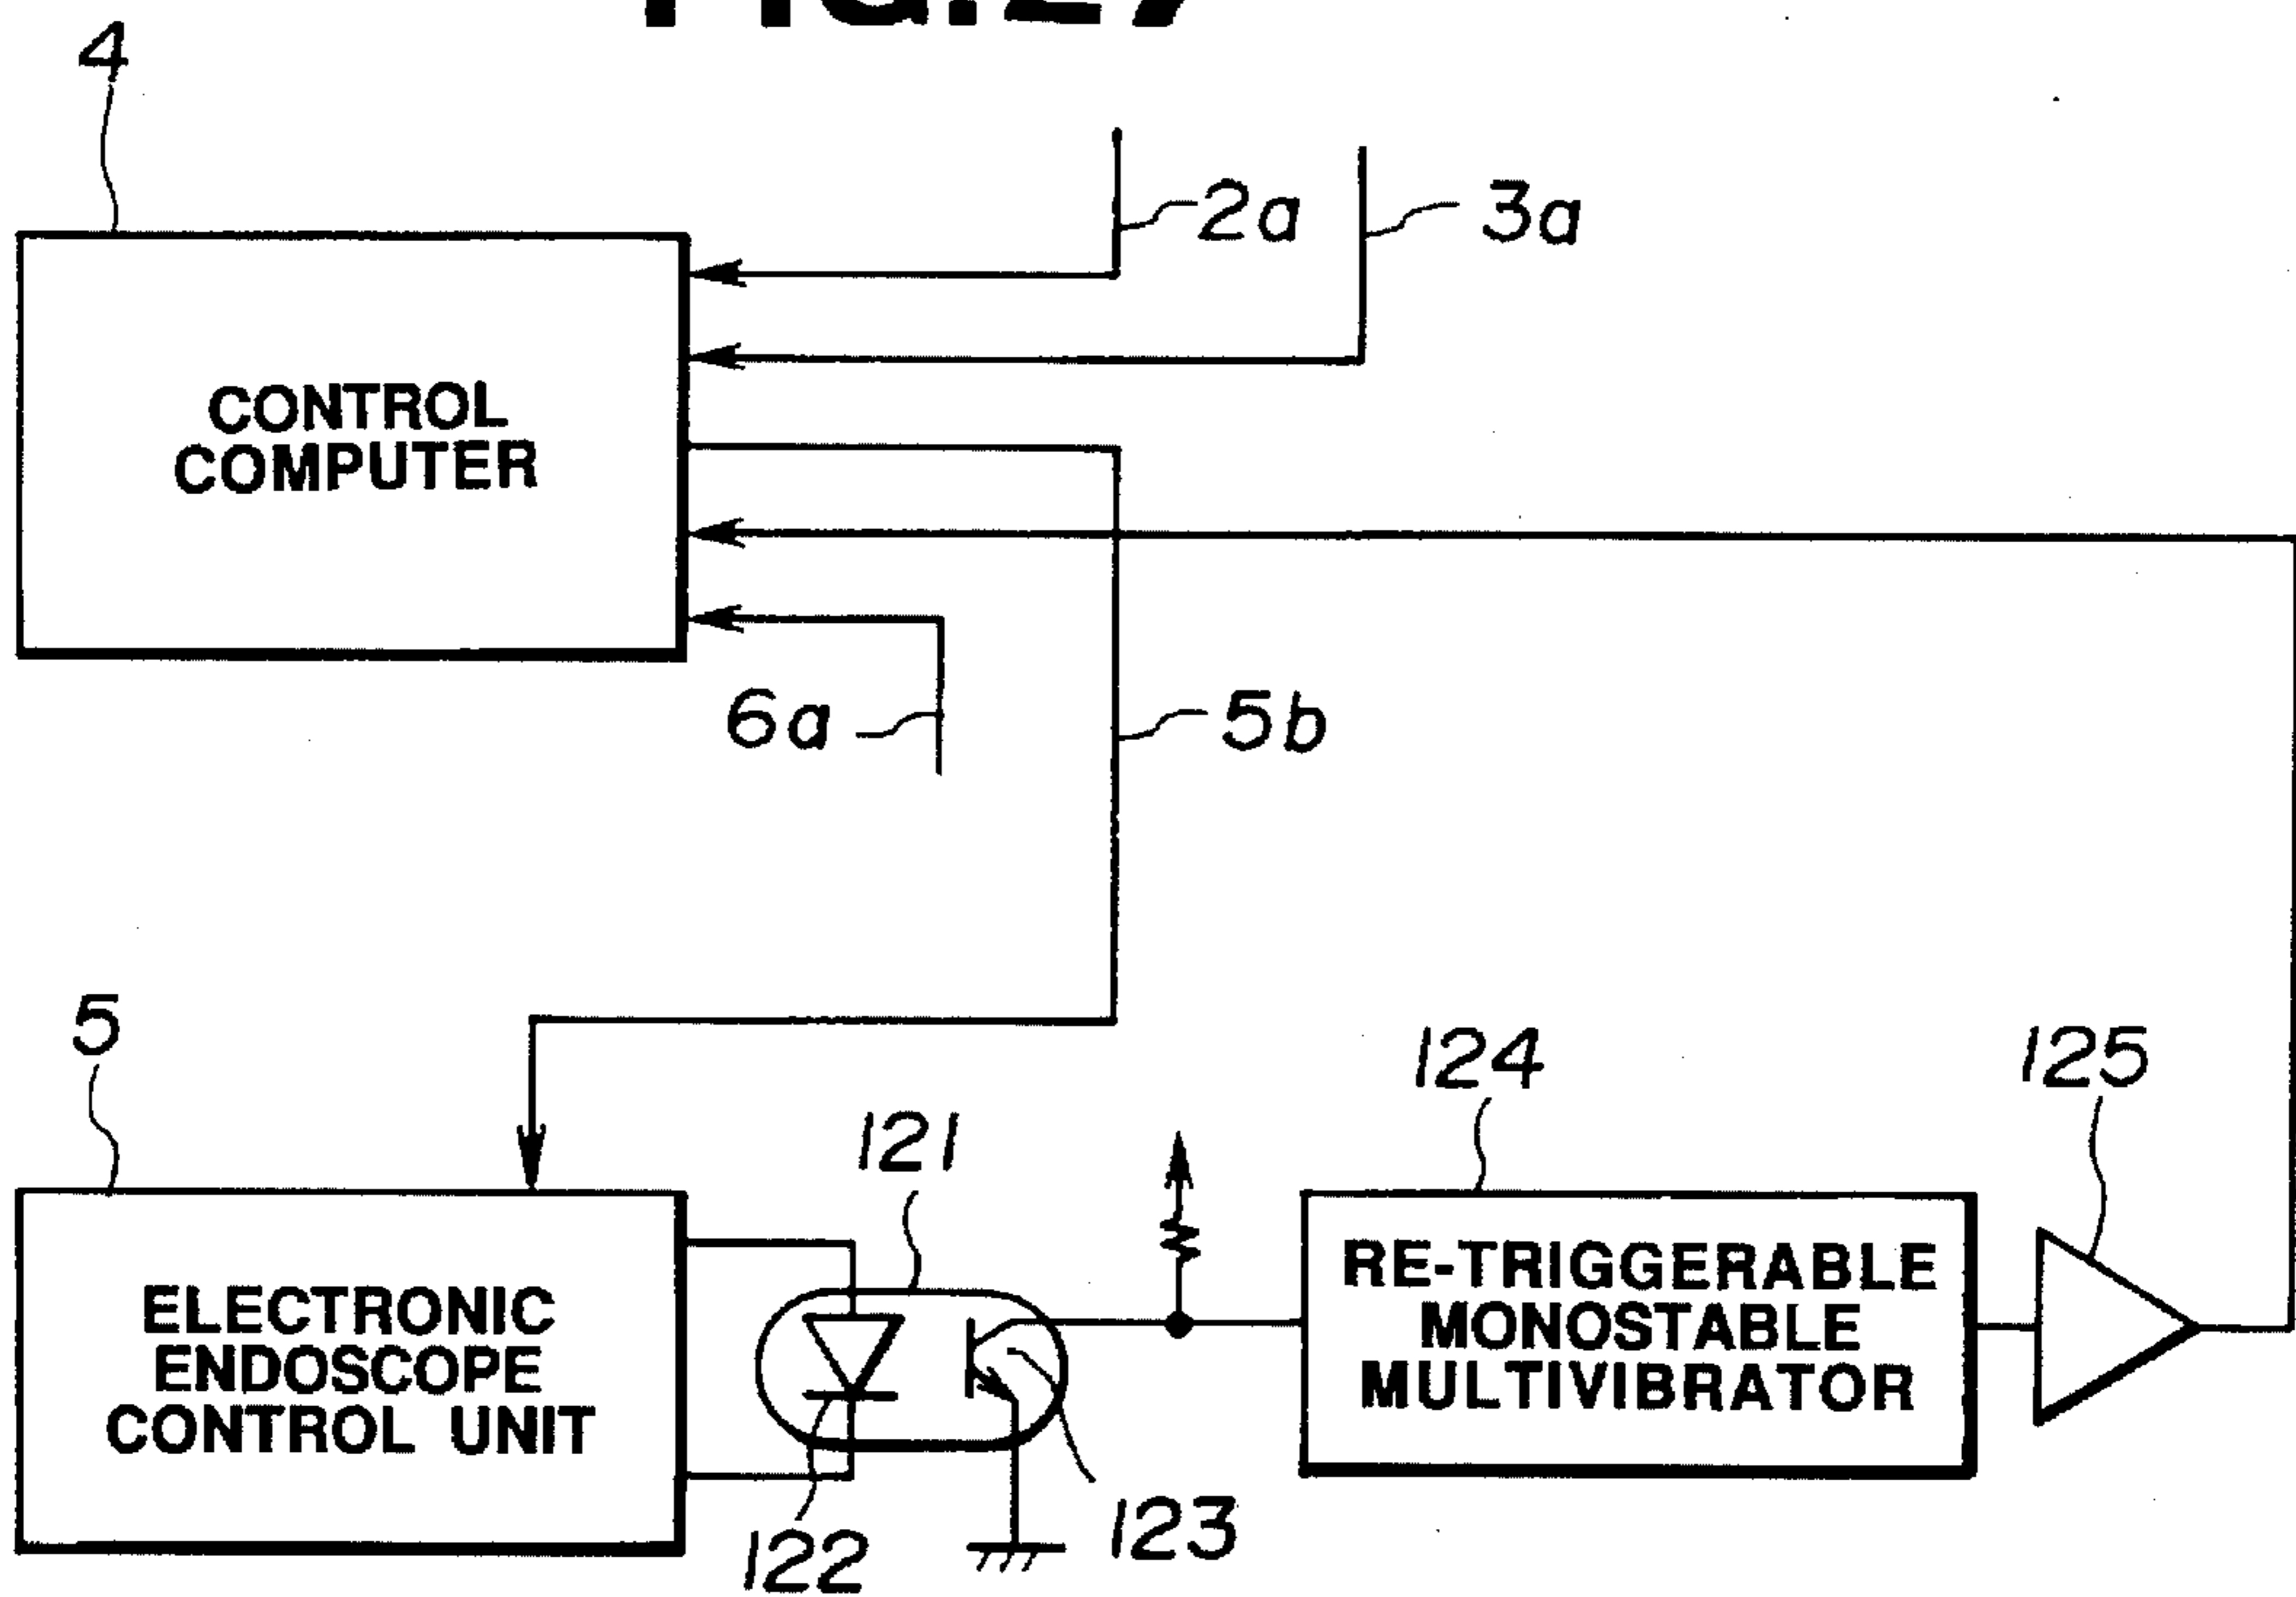 4
2a
3a
CONTROL
COMPUTER
6a
5b
5
121
124
125
ELECTRONIC
ENDOSCOPE
CONTROL UNIT
RE-TRIGGERABLE
MONOSTABLE
MULTIVIBRATOR
122
123